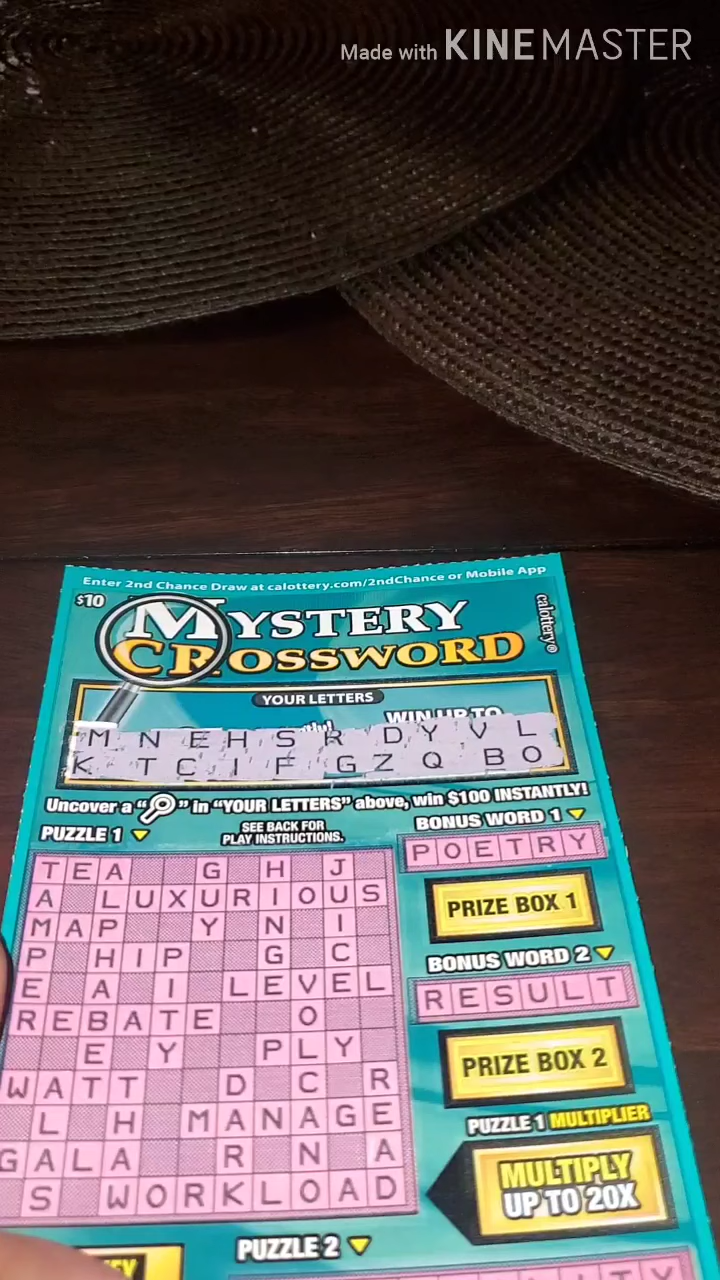 Made with KINEMASTER
Enter 2nd Chance Draw at calottery.com/2ndChance or Mobile App
$10
MYSTERY
CROSSWORD
calottery®
YOUR LETTERS
WIN UP TO
M N E H S R D Y V L
K T C I F G Z Q B O
Uncover a "" in "YOUR LETTERS" above, win $100 INSTANTLY!
PUZZLE 1
SEE BACK FOR
PLAY INSTRUCTIONS.
BONUS WORD 1
POETRY
PRIZE BOX 1
BONUS WORD 2
RESULT
PRIZE BOX 2
PUZZLE 1 MULTIPLIER
MULTIPLY
UP TO 20X
TEA G H J
A LUXURIOUS
MAP Y N I
P HIP G C
E A I LEVEL
REBATE O
E Y PLY
WATT D C R
L H MANAGE
GALA R N A
S WORKLOAD
PUZZLE 2